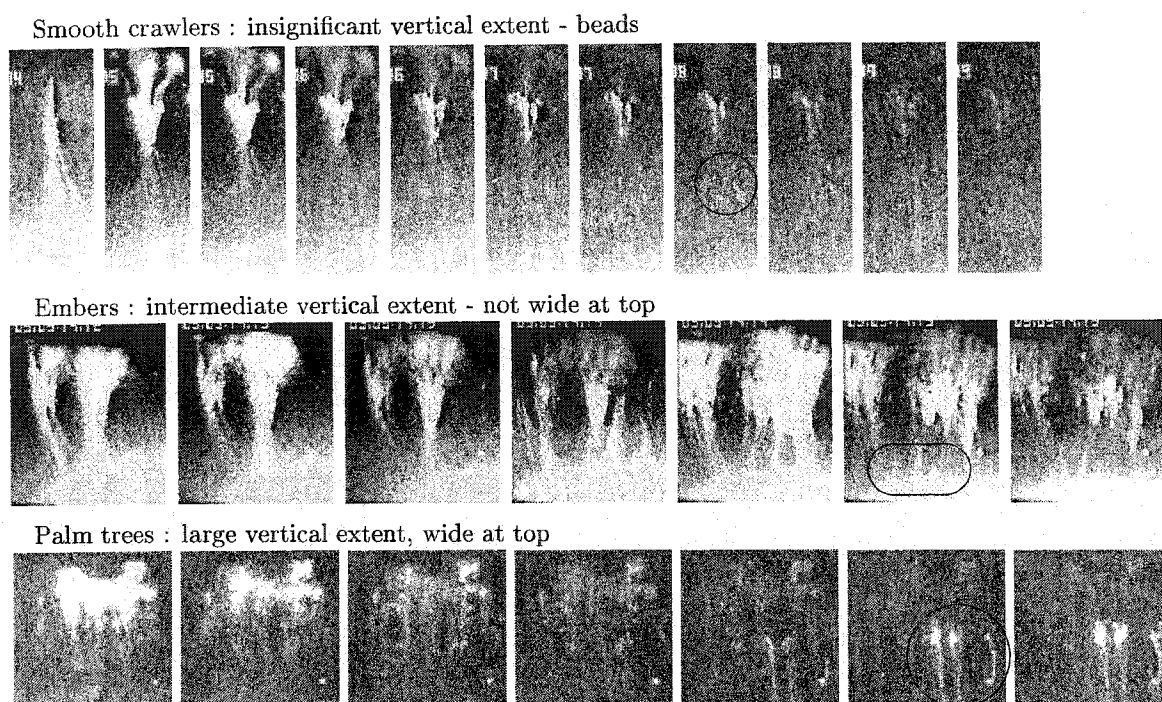 Smooth crawlers : insignificant vertical extent - beads
Embers : intermediate vertical extent - not wide at top
Palm trees : large vertical extent, wide at top